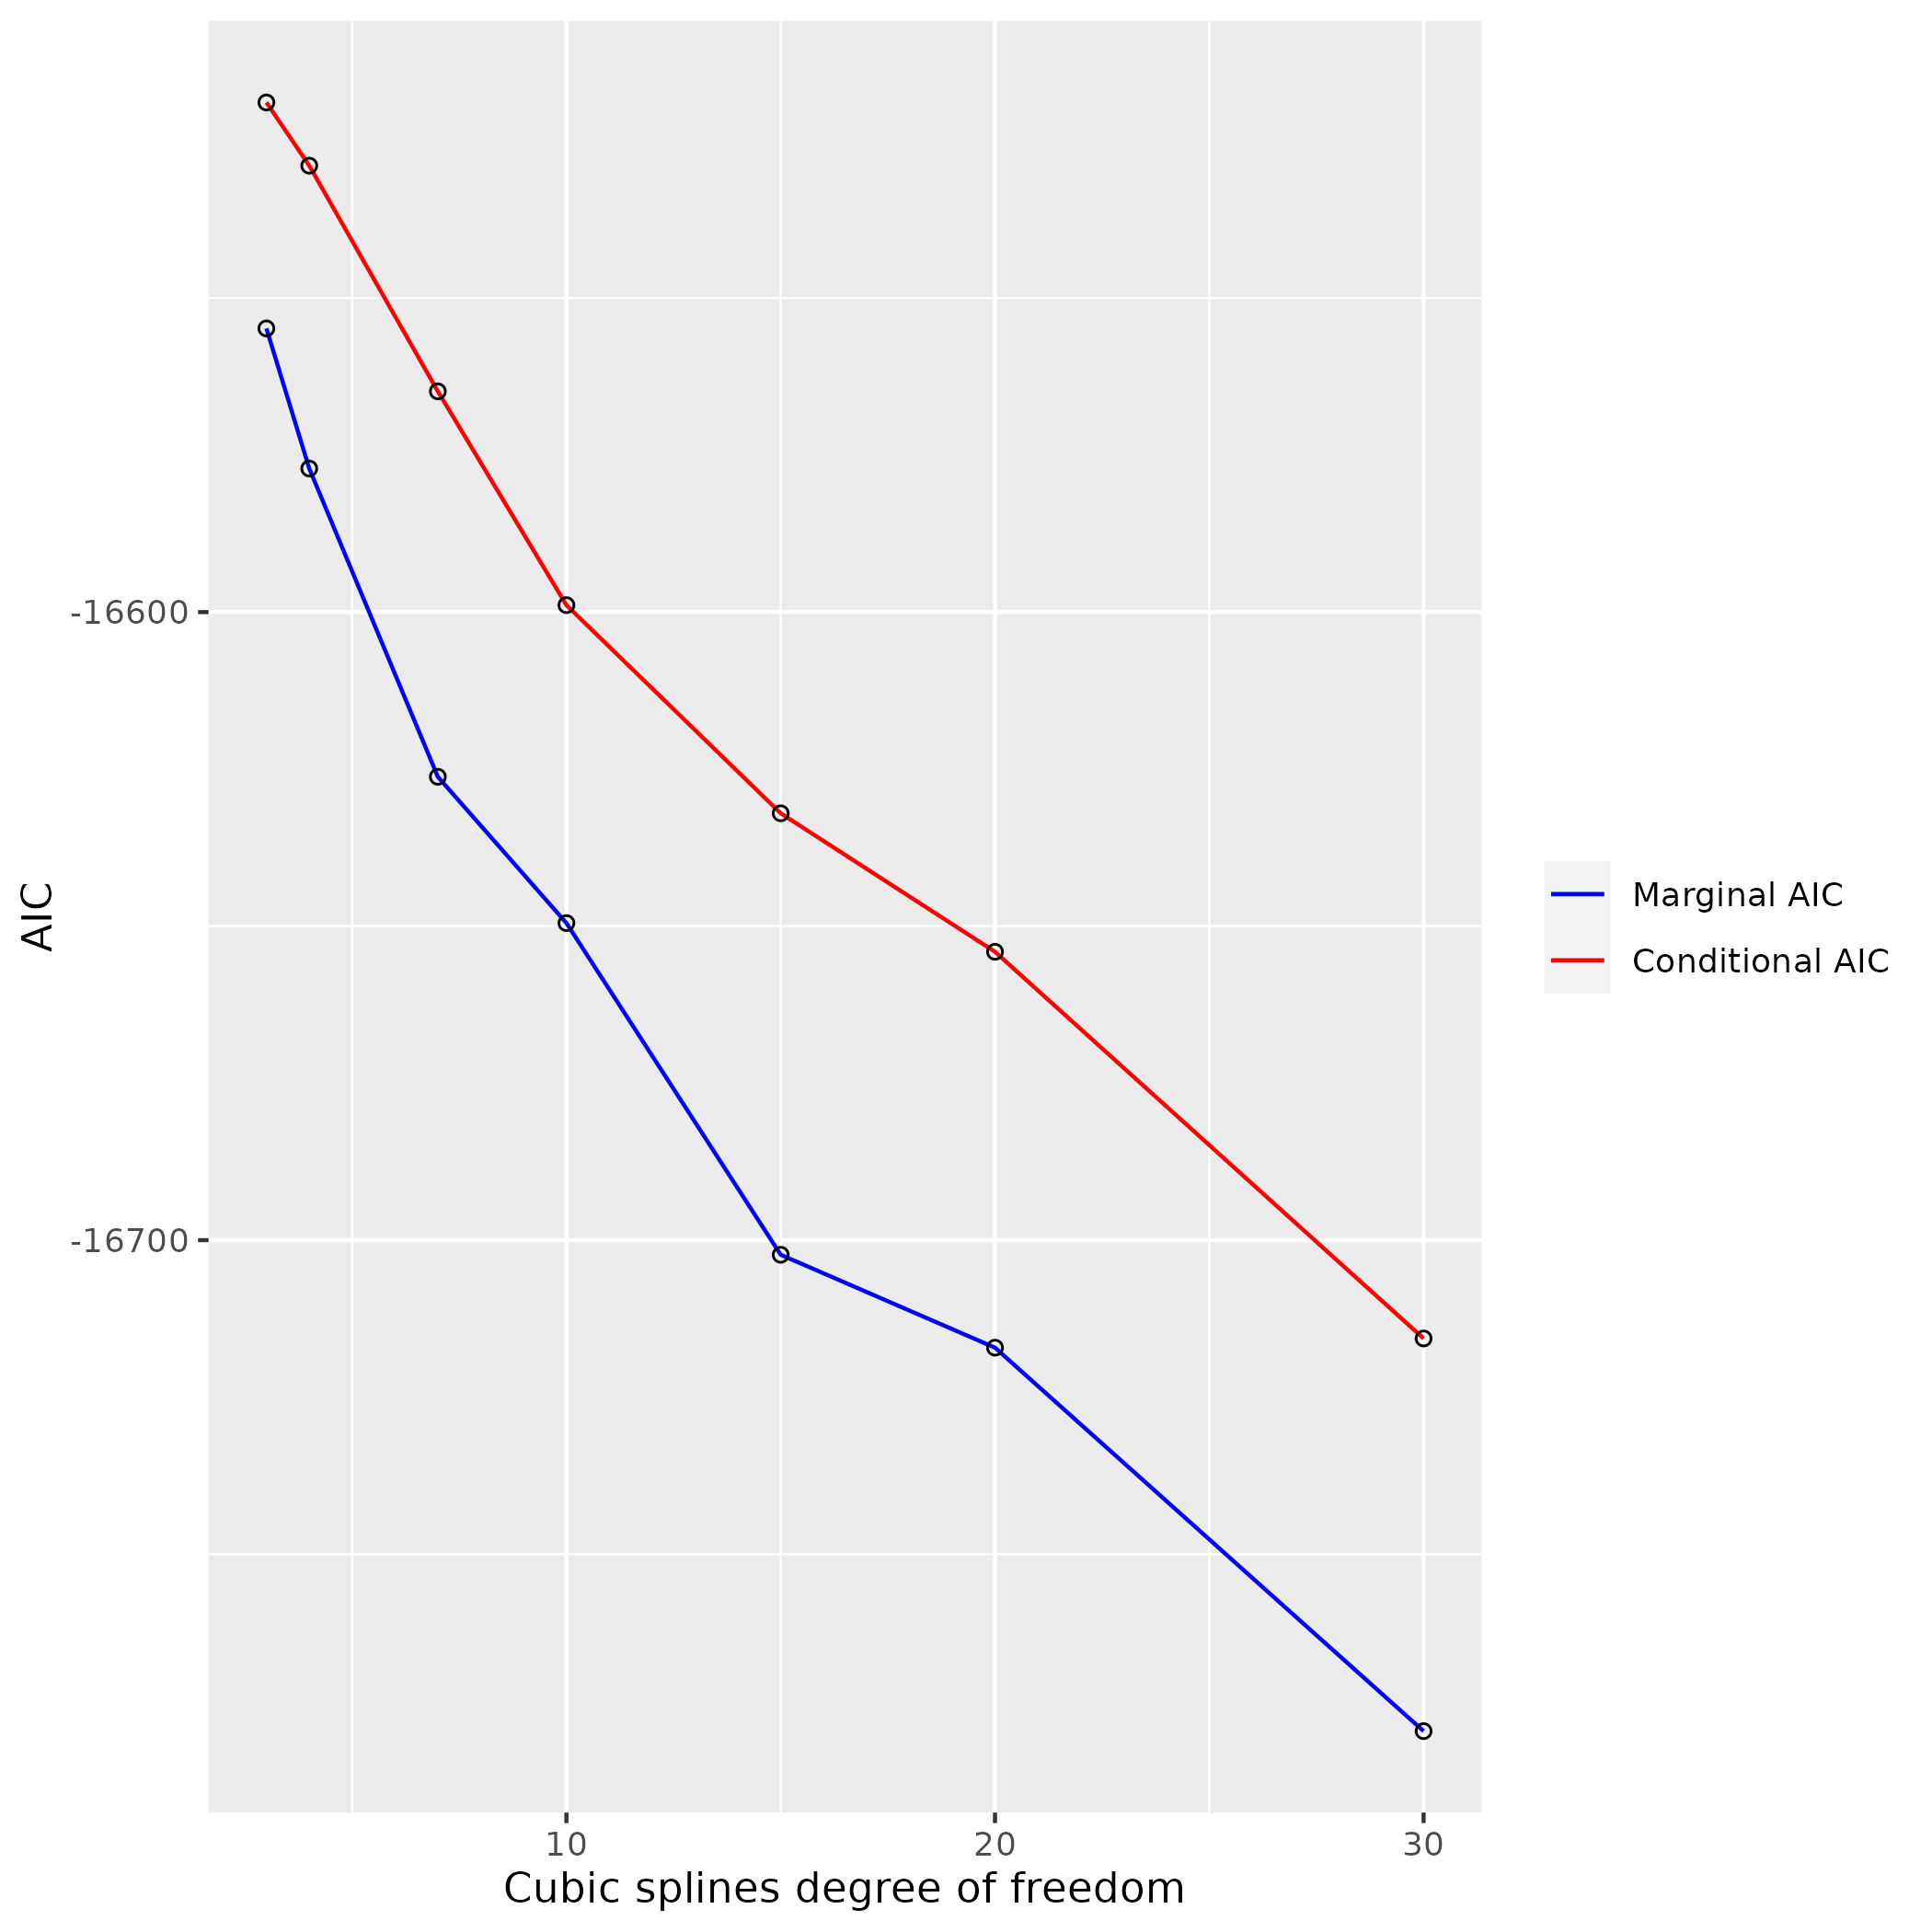 AIC
-16600
-16700
10 20 30
Cubic splines degree of freedom
Marginal AIC
Conditional AIC